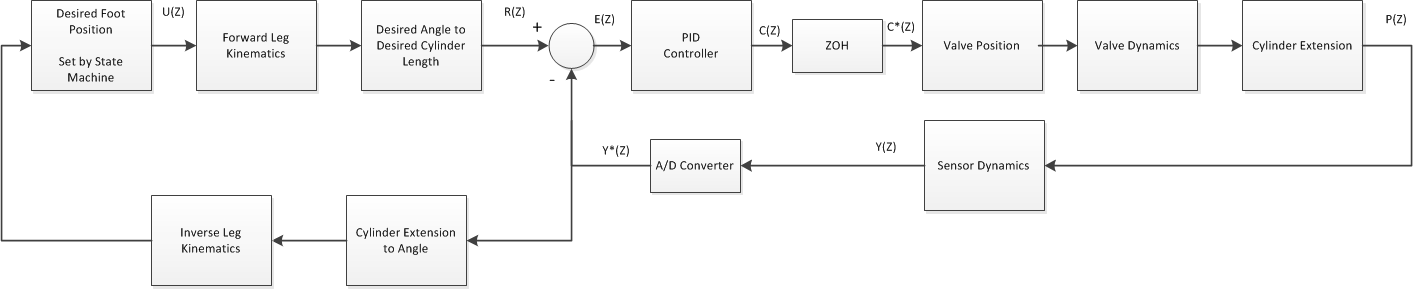 Desired Foot
Position
Set by State
Machine
U(Z)
Forward Leg
Kinematics
Desired Angle to
Desired Cylinder
Length
R(Z)
+
-
E(Z)
PID
Controller
C(Z)
ZOH
C*(Z)
Valve Position
Valve Dynamics
Cylinder Extension
P(Z)
Sensor Dynamics
Y(Z)
A/D Converter
Y*(Z)
Cylinder Extension
to Angle
Inverse Leg
Kinematics